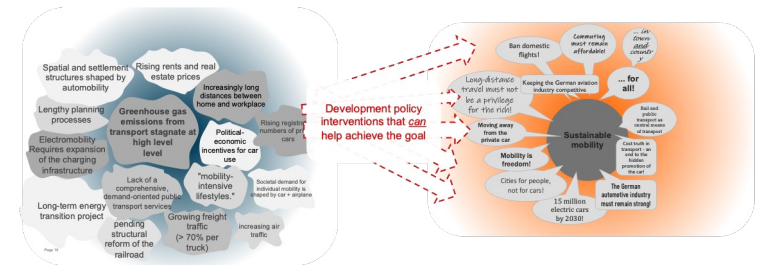 Spatial and settlement
structures shaped by
automobility
Rising rents and real
estate prices
Increasingly long
distances between
home and workplace
Lengthy planning
processes
Greenhouse gas
emissions from
transport stagnate at
high level
level
Political-
economic
incentives for car
use
Rising
numbers of
cars
Electromobility
Requires expansion
of the charging
infrastructure
Lack of a
comprehensive,
demand-oriented public
transport services
"mobility-
intensive
lifestyles."
Societal demand for
individual mobility is
shaped by car + airplane
Long-term energy
transition project
pending
structural
reform of the
railroad
Growing freight
traffic
(> 70% per
truck)
increasing air
traffic
Development policy
interventions that can
help achieve the goal
Ban domestic
flights!
Commuting
must remain
affordable!
... in
town
and
Long-distance
travel must not
be a privilege
for the rich!
Keeping the German aviation
industry competitive
... for
all!
Moving away
from the
private car
Sustainable
mobility
Rail and
public
transport as
central means
of transport
Mobility is
freedom!
Cost truth in
transport - an
end to the
hidden
promotion of
the car!
Cities for people,
not for cars!
15 million
electric cars
by 2030!
The German
automotive industry
must remain strong!